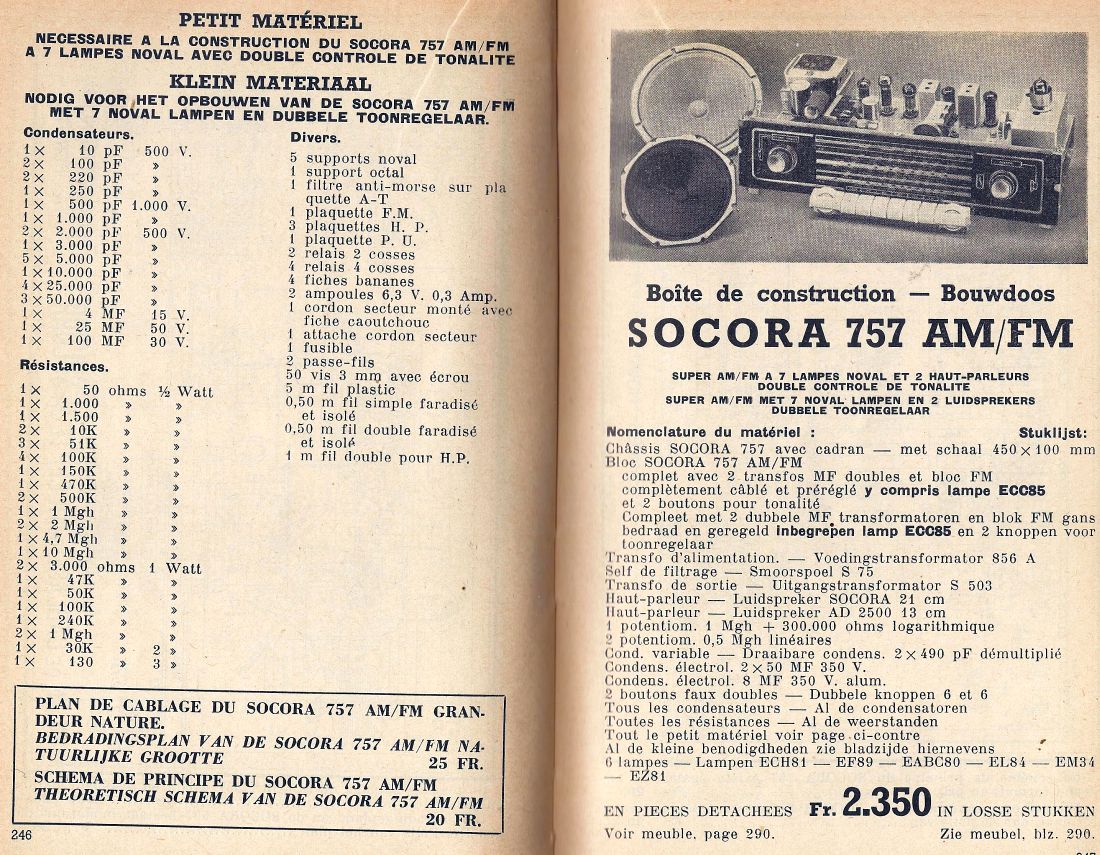 PETIT MATÉRIEL
NECESSAIRE A LA CONSTRUCTION DU SOCORA 757 AM/FM
A 7 LAMPES NOVAL AVEC DOUBLE CONTROLE DE TONALITE
KLEIN MATERIAAL
NODIG VOOR HET OPBOUWEN VAN DE SOCORA 757 AM/FM
MET 7 NOVAL LAMPEN EN DUBBELE TOONREGELAAR.
Condensateurs.
1 × 10 pF 500 V.
2 × 100 pF »
2 × 220 pF »
1 × 250 pF »
1 × 500 pF 1.000 V.
1 × 1.000 pF »
2 × 2.000 pF 500 V.
1 × 3.000 pF »
5 × 5.000 pF »
1 × 10.000 pF »
4 × 25.000 pF »
3 × 50.000 pF »
1 × 4 MF 15 V.
1 × 25 MF 50 V.
1 × 100 MF 30 V.
Résistances.
1 × 50 ohms ½ Watt
1 × 1.000 » »
1 × 1.500 » »
2 × 10K » »
3 × 51K » »
4 × 100K » »
1 × 150K » »
1 × 470K » »
2 × 500K » »
1 × 1 Mgh » »
2 × 2 Mgh » »
1 × 4,7 Mgh » »
1 × 10 Mgh » »
2 × 3.000 ohms 1 Watt
1 × 47K » »
1 × 50K » »
1 × 100K » »
1 × 240K » »
2 × 1 Mgh » »
1 × 30K » 2 »
1 × 130 » 3 »
Divers.
5 supports noval
1 support octal
1 filtre anti-morse sur pla
quette A-T
1 plaquette F.M.
3 plaquettes H. P.
1 plaquette P. U.
2 relais 2 cosses
4 relais 4 cosses
4 fiches bananes
2 ampoules 6,3 V. 0,3 Amp.
1 cordon secteur monté avec
fiche caoutchouc
1 attache cordon secteur
1 fusible
2 passe-fils
50 vis 3 mm avec écrou
5 m fil plastic
0,50 m fil simple faradisé
et isolé
0,50 m fil double faradisé
et isolé
1 m fil double pour H.P.
PLAN DE CABLAGE DU SOCORA 757 AM/FM GRAN-
DEUR NATURE.
BEDRADINGSPLAN VAN DE SOCORA 757 AM/FM NA-
TUURLIJKE GROOTTE 25 FR.
SCHEMA DE PRINCIPE DU SOCORA 757 AM/FM
THEORETISCH SCHEMA VAN DE SOCORA 757 AM/FM
20 FR.
246
Boîte de construction — Bouwdoos
SOCORA 757 AM/FM
SUPER AM/FM A 7 LAMPES NOVAL ET 2 HAUT-PARLEURS
DOUBLE CONTROLE DE TONALITE
SUPER AM/FM MET 7 NOVAL LAMPEN EN 2 LUIDSPREKERS
DUBBELE TOONREGELAAR
Nomenclature du matériel : Stuklijst:
Châssis SOCORA 757 avec cadran — met schaal 450 × 100 mm
Bloc SOCORA 757 AM/FM
complet avec 2 transfos MF doubles et bloc FM
complètement câblé et préréglé y compris lampe ECC85
et 2 boutons pour tonalité
Compleet met 2 dubbele MF transformatoren en blok FM gans
bedraad en geregeld inbegrepen lamp ECC85 en 2 knoppen voor
toonregelaar
Transfo d'alimentation. — Voedingstransformator 856 A
Self de filtrage — Smoorspoel S 75
Transfo de sortie — Uitgangstransformator S 503
Haut-parleur — Luidspreker SOCORA 21 cm
Haut-parleur — Luidspreker AD 2500 13 cm
1 potentiom. 1 Mgh + 300.000 ohms logarithmique
2 potentiom. 0,5 Mgh linéaires
Cond. variable — Draaibare condens. 2 × 490 pF démultiplié
Condens. électrol. 2 × 50 MF 350 V.
Condens. électrol. 8 MF 350 V. alum.
2 boutons faux doubles — Dubbele knoppen 6 et 6
Tous les condensateurs — Al de condensatoren
Toutes les résistances — Al de weerstanden
Tout le petit matériel voir page ci-contre
Al de kleine benodigdheden zie bladzijde hiernevens
6 lampes — Lampen ECH81 — EF89 — EABC80 — EL84 — EM34
— EZ81
EN PIECES DETACHEES Fr. 2.350 IN LOSSE STUKKEN
Voir meuble, page 290. Zie meubel, blz. 290.